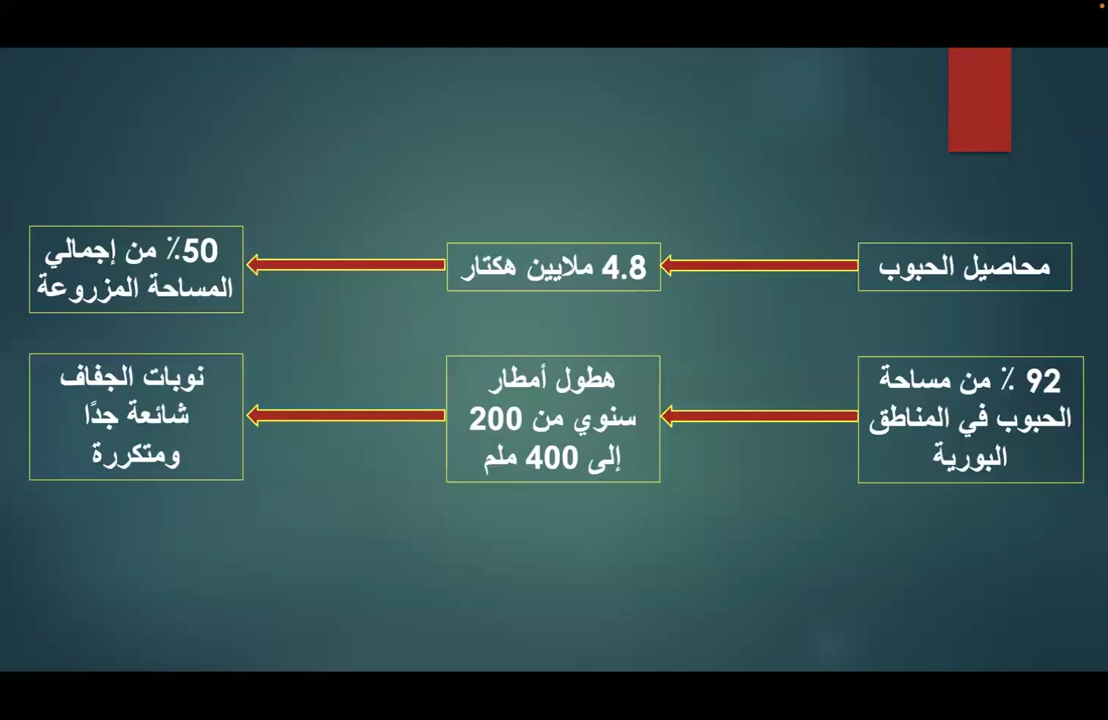 محاصيل الحبوب
4.8 ملايين هكتار
50٪ من إجمالي
المساحة المزروعة
92 ٪ من مساحة
الحبوب في المناطق
البورية
هطول أمطار
سنوي من 200
إلى 400 ملم
نوبات الجفاف
شائعة جدًا
ومتكررة